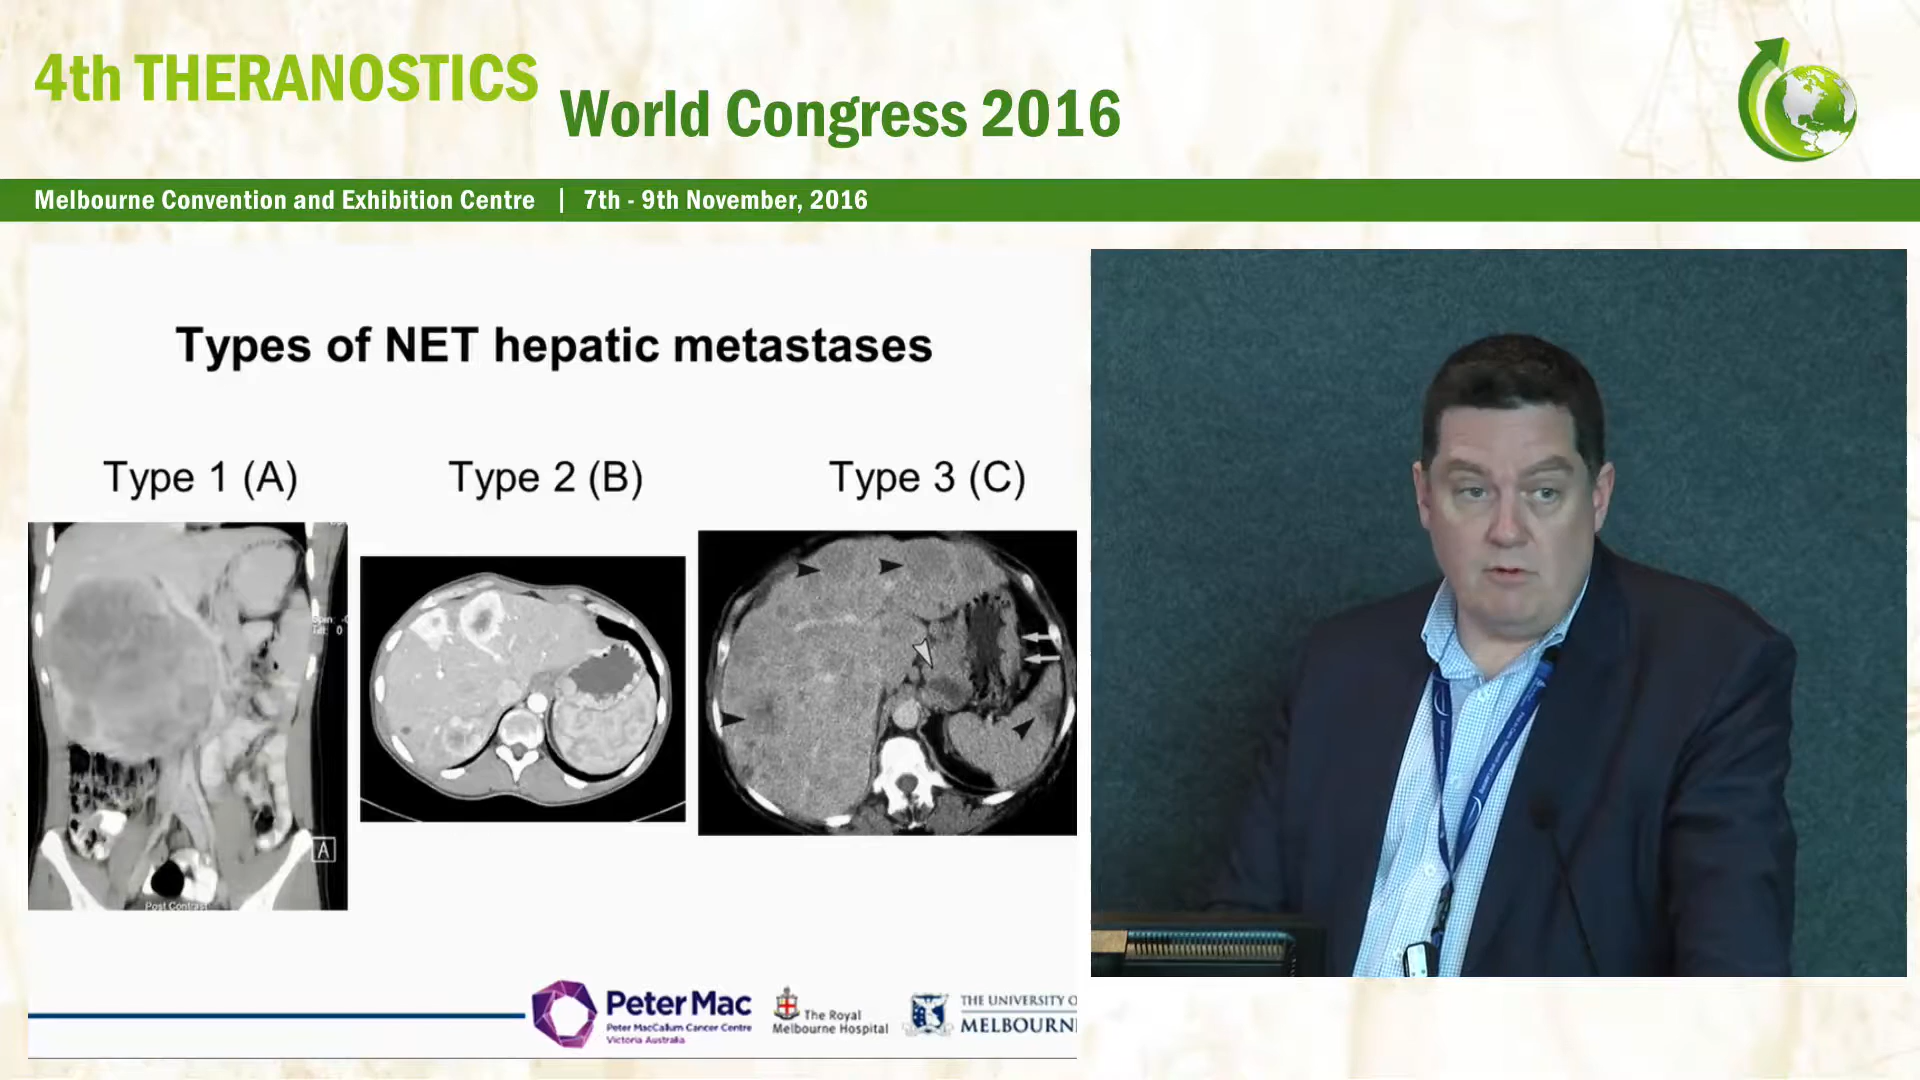 4th THERANOSTICS
World Congress 2016
Melbourne Convention and Exhibition Centre | 7th - 9th November, 2016
Types of NET hepatic metastases
Type 1 (A)
Type 2 (B)
Type 3 (C)
A
Post Contrast
Peter Mac
Peter MacCallum Cancer Centre
Victoria Australia
The Royal
Melbourne Hospital
THE UNIVERSITY O
MELBOURN